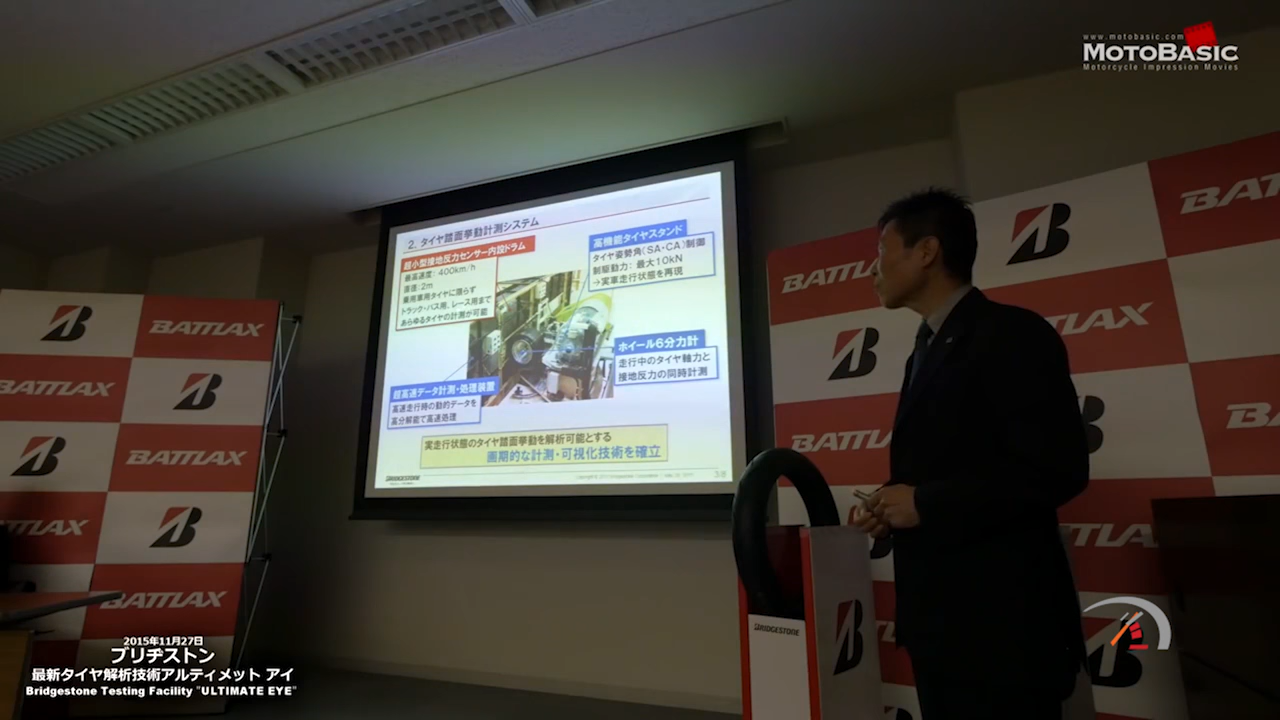 www.motobasic.com
MOTOBASIC
Motorcycle Impression Movies
2. タイヤ踏面挙動計測システム
超小型接地反力センサー内設ドラム
最高速度: 400km/h
直径:2m
乗用車用タイヤに限らず
トラック・バス用、レース用まで
あらゆるタイヤの計測が可能
高機能タイヤスタンド
タイヤ姿勢角(SA・CA)制御
制駆動力: 最大10kN
→実車走行状態を再現
ホイール6分力計
走行中のタイヤ軸力と
接地反力の同時計測
超高速データ計測・処理装置
高速走行時の動的データを
高分解能で高速処理
実走行状態のタイヤ踏面挙動を解析可能とする
画期的な計測・可視化技術を確立
BRIDGESTONE
B BATTLAX
BATTLAX B
B BATTLAX
TLAX B
BATTLAX
B BAT
BATTLA
B TLAX
BATTLA B
TTLA
BRIDGESTONE
B
2015年11月27日
ブリヂストン
最新タイヤ解析技術アルティメット アイ
Bridgestone Testing Facility "ULTIMATE EYE"